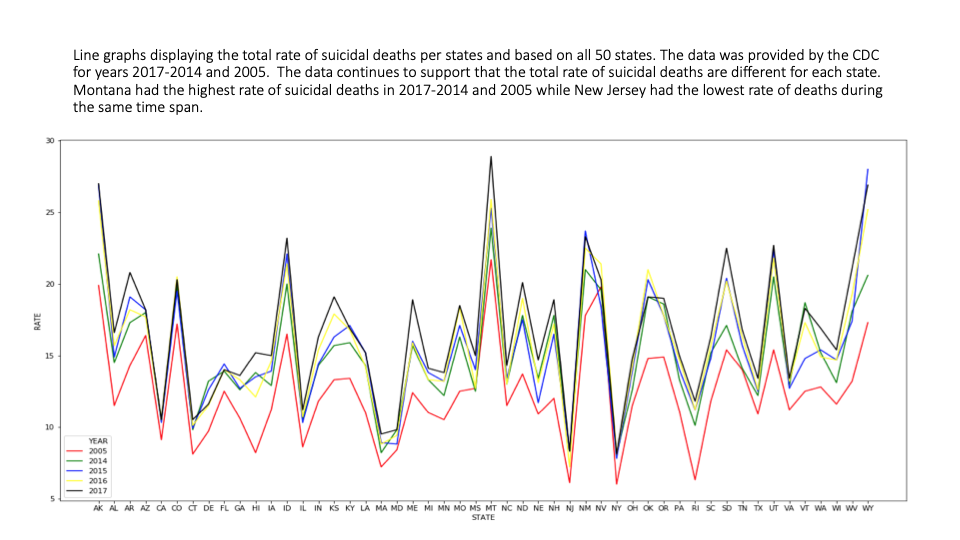 Line graphs displaying the total rate of suicidal deaths per states and based on all 50 states. The data was provided by the CDC
for years 2017-2014 and 2005.  The data continues to support that the total rate of suicidal deaths are different for each state.
Montana had the highest rate of suicidal deaths in 2017-2014 and 2005 while New Jersey had the lowest rate of deaths during
the same time span.
30
25
20
15
10
5
RATE
YEAR
2005
2014
2015
2016
2017
AK AL AR AZ CA CO CT DE FL GA HI IA ID IL IN KS KY LA MA MD ME MI MN MO MS MT NC ND NE NH NJ NM NV NY OH OK OR PA RI SC SD TN TX UT VA VT WA WI WV WY
STATE